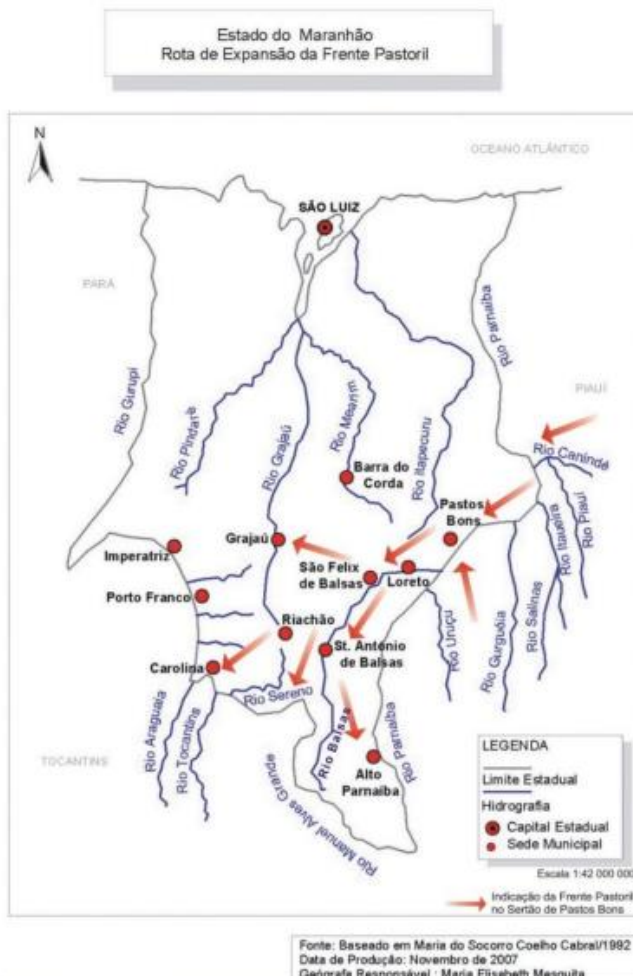 Estado do Maranhão
Rota de Expansão da Frente Pastoril
N
OCEANO ATLÂNTICO
SÃO LUIZ
PARÁ
Rio Gurupi
Rio Pindaré
Rio Grajaú
Rio Mearim
Rio Itapecuru
Rio Parnaíba
PIAUÍ
Rio Canindé
Rio Piauí
Rio Itaueira
Barra do
Corda
Pastos
Bons
Imperatriz
Grajaú
São Felix
de Balsas
Loreto
Porto Franco
Riachão
St. Antônio
de Balsas
Rio Uruçu
Rio Gurguéia
Rio Salinas
Carolina
Rio Sereno
Rio Araguaia
Rio Tocantins
TOCANTINS
Rio Manuel Alves Grande
Rio Balsas
Alto
Parnaíba
Rio Parnaíba
LEGENDA
Limite Estadual
Hidrografia
Capital Estadual
Sede Municipal
Escala 1:42 000 000
Indicação da Frente Pastoril
no Sertão de Pastos Bons
Fonte: Baseado em Maria do Socorro Coelho Cabral/1992
Data de Produção: Novembro de 2007
Geógrafa Responsável : Maria Elisabeth Mesquita